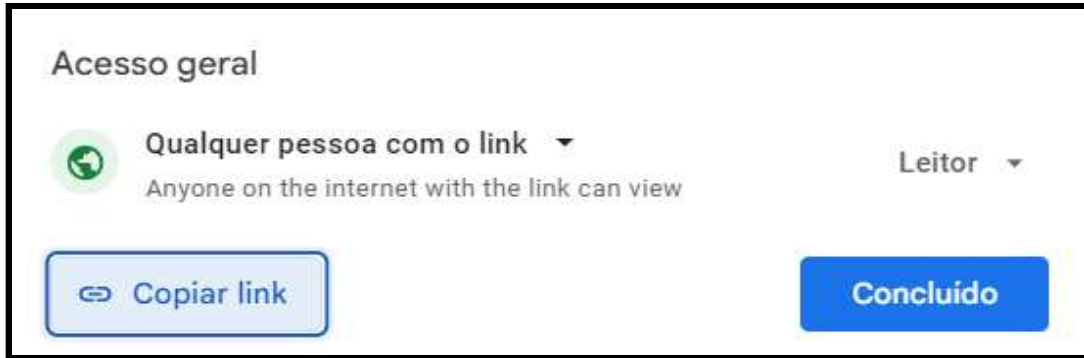 Acesso geral
Qualquer pessoa com o link
Anyone on the internet with the link can view
Leitor
Copiar link
Concluído